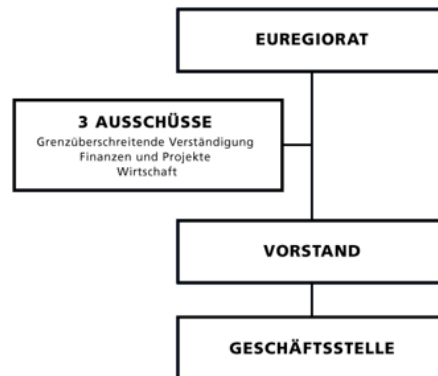 EUREGIORAT
3 AUSSCHÜSSE
Grenzüberschreitende Verständigung
Finanzen und Projekte
Wirtschaft
VORSTAND
GESCHÄFTSSTELLE